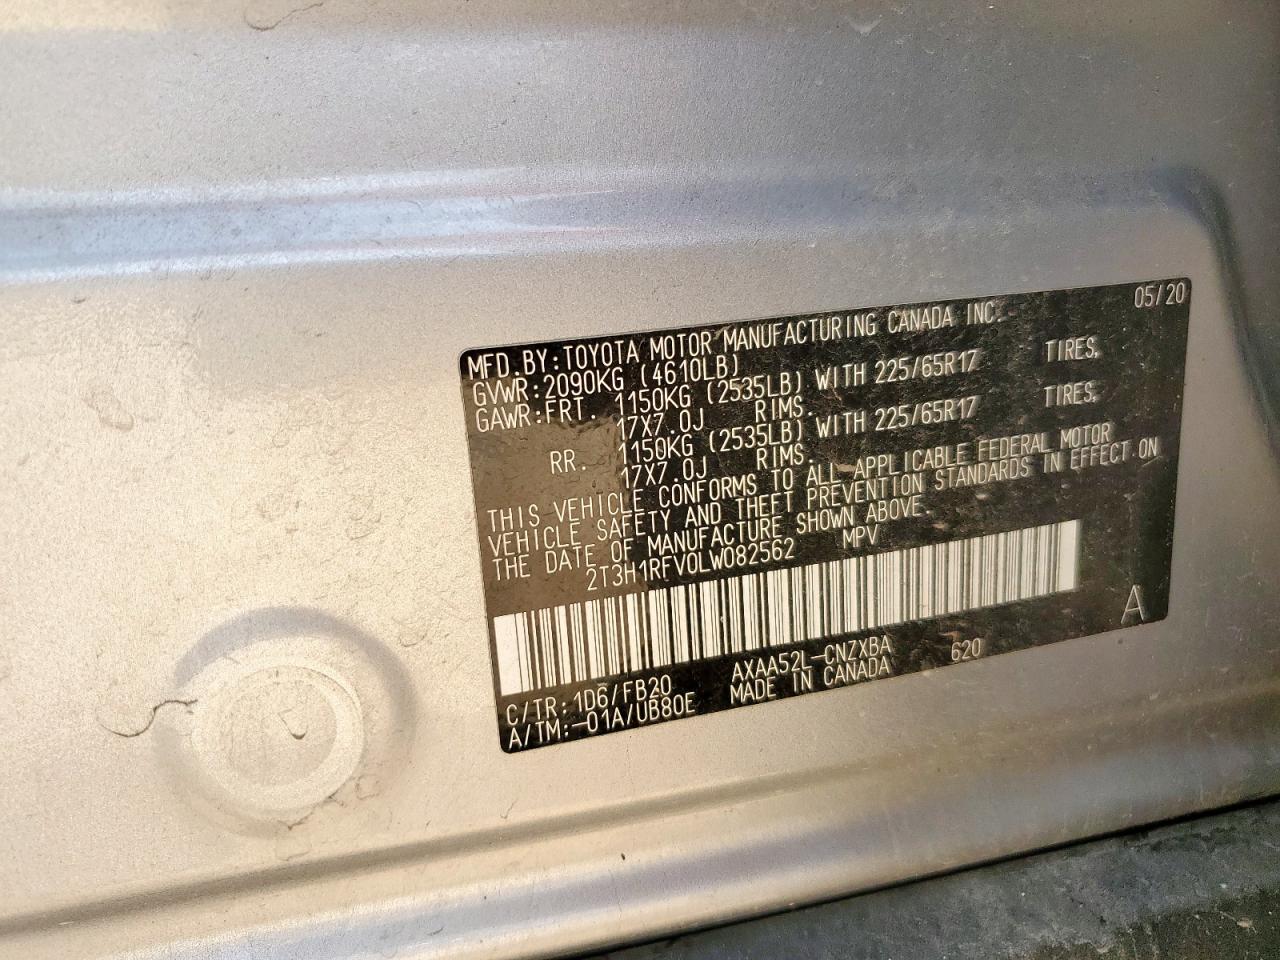 05/20
MFD.BY:TOYOTA MOTOR MANUFACTURING CANADA INC.
GVWR:2090KG (4610LB)
GAWR:FRT. 1150KG (2535LB) WITH 225/65R17 TIRES,
17X7.0J RIMS.
RR. 1150KG (2535LB) WITH 225/65R17 TIRES,
17X7.0J RIMS.
THIS VEHICLE CONFORMS TO ALL APPLICABLE FEDERAL MOTOR
VEHICLE SAFETY AND THEFT PREVENTION STANDARDS IN EFFECT ON
THE DATE OF MANUFACTURE SHOWN ABOVE.
2T3H1RFV0LW082562 MPV
A
C/TR:1D6/FB20 AXAA52L-CNZXBA 620
A/TM:-01A/UB80E MADE IN CANADA